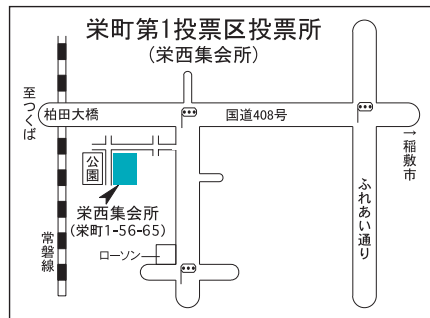 栄町第1投票区投票所
(栄西集会所)
至つくば
柏田大橋
国道408号
→稲敷市
公園
栄西集会所
(栄町1-56-65)
ふれあい通り
常磐線
ローソン